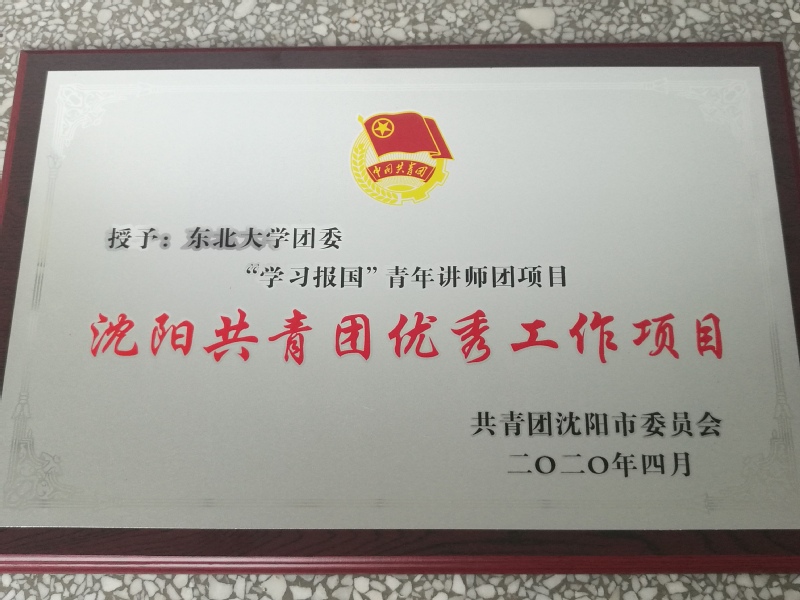 中国共青团
授予：东北大学团委
“学习报国”青年讲师团项目
沈阳共青团优秀工作项目
共青团沈阳市委员会
二〇二〇年四月